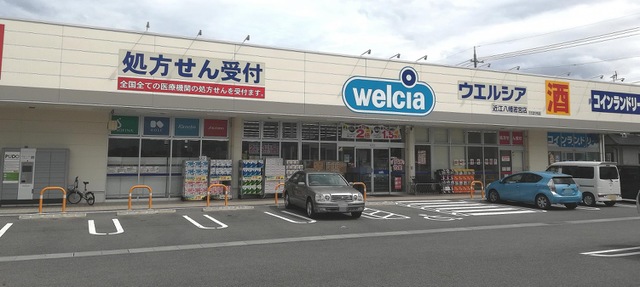 処方せん受付
全国全ての医療機関の処方せんを受付ます。
welcia
ウエルシア
近江八幡若宮店
酒
コインランドリー
コインランドリー
PUDO